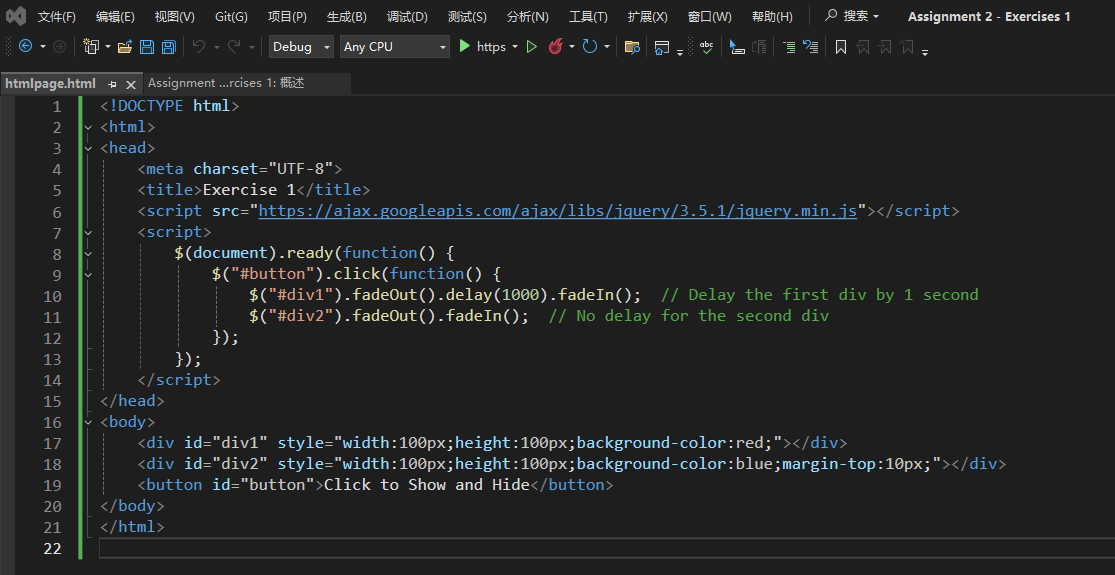 文件(F) 编辑(E) 视图(V) Git(G) 项目(P) 生成(B) 调试(D) 测试(S) 分析(N) 工具(T) 扩展(X) 窗口(W) 帮助(H) 搜索 Assignment 2 - Exercises 1
Debug Any CPU https abc
htmlpage.html Assignment ...rcises 1: 概述
1 <!DOCTYPE html>
2 <html>
3 <head>
4 <meta charset="UTF-8">
5 <title>Exercise 1</title>
6 <script src="https://ajax.googleapis.com/ajax/libs/jquery/3.5.1/jquery.min.js"></script>
7 <script>
8 $(document).ready(function() {
9 $("#button").click(function() {
10 $("#div1").fadeOut().delay(1000).fadeIn(); // Delay the first div by 1 second
11 $("#div2").fadeOut().fadeIn(); // No delay for the second div
12 });
13 });
14 </script>
15 </head>
16 <body>
17 <div id="div1" style="width:100px;height:100px;background-color:red;"></div>
18 <div id="div2" style="width:100px;height:100px;background-color:blue;margin-top:10px;"></div>
19 <button id="button">Click to Show and Hide</button>
20 </body>
21 </html>
22